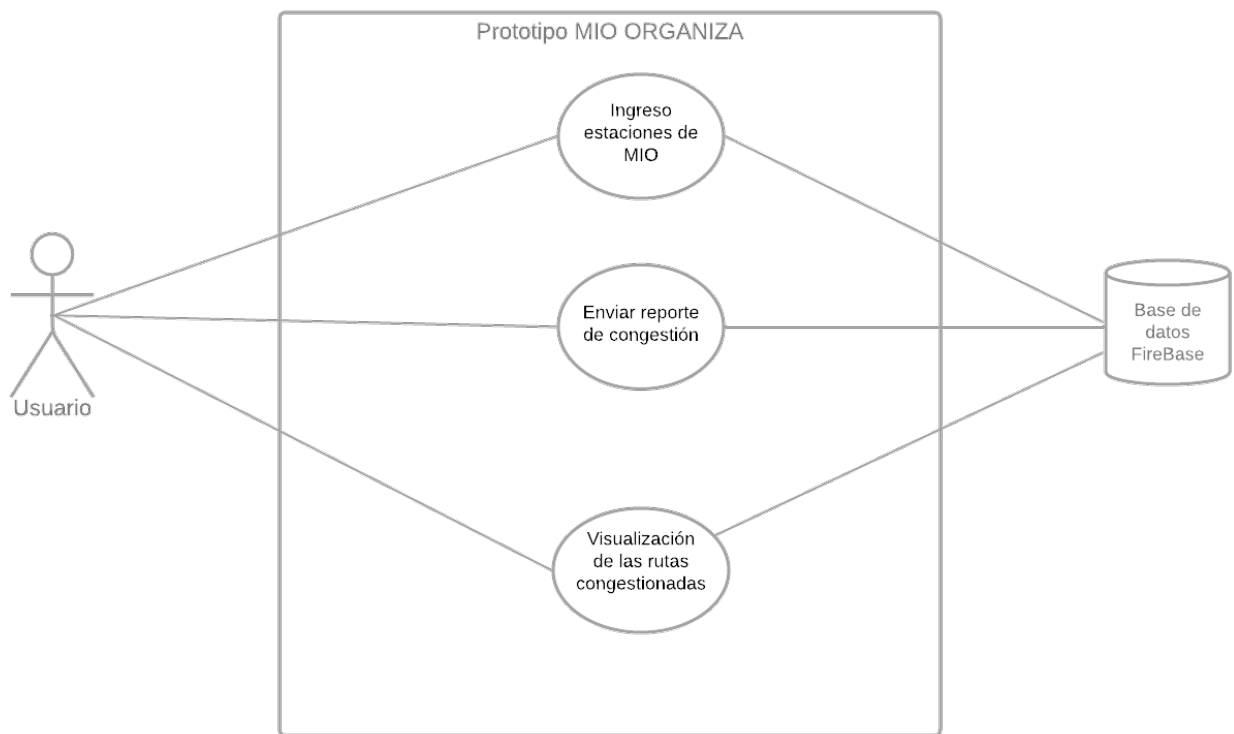 Prototipo MIO ORGANIZA
Ingreso
estaciones de
MIO
Enviar reporte
de congestión
Base de
datos
FireBase
Usuario
Visualización
de las rutas
congestionadas